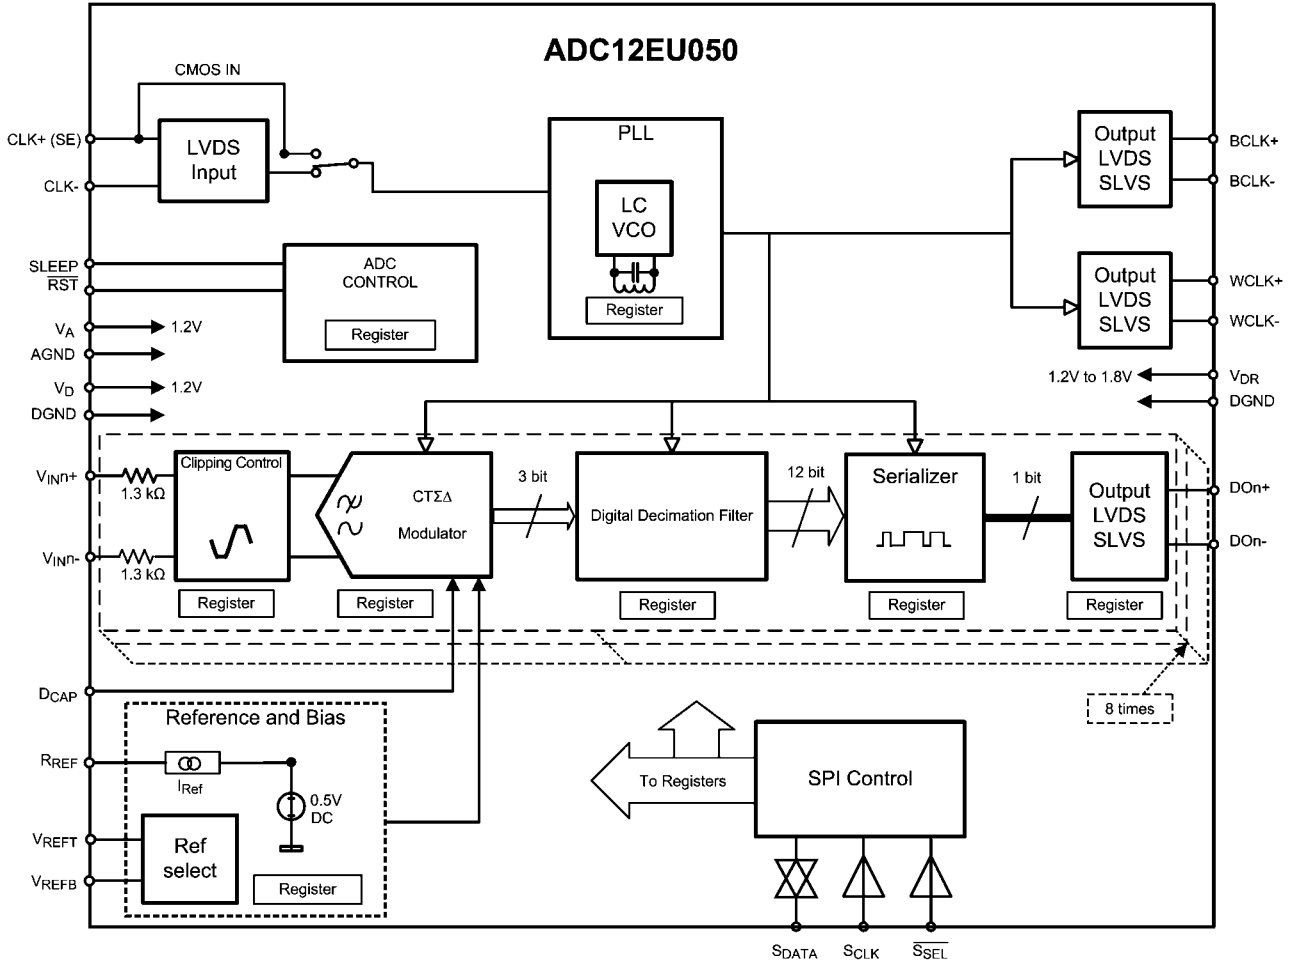 ADC12EU050
CMOS IN
CLK+ (SE)
CLK-
LVDS
Input
PLL
LC
VCO
Register
Output
LVDS
SLVS
BCLK+
BCLK-
Output
LVDS
SLVS
WCLK+
WCLK-
SLEEP
RST
ADC
CONTROL
Register
VA
1.2V
AGND
VD
1.2V
DGND
1.2V to 1.8V
VDR
DGND
VINn+
1.3 kΩ
VINn-
1.3 kΩ
Clipping Control
Register
CTΣΔ
Modulator
Register
3 bit
Digital Decimation Filter
Register
12 bit
Serializer
Register
1 bit
Output
LVDS
SLVS
Register
DOn+
DOn-
8 times
DCAP
Reference and Bias
RREF
IRef
0.5V
DC
VREFT
VREFB
Ref
select
Register
To Registers
SPI Control
SDATA
SCLK
SSEL